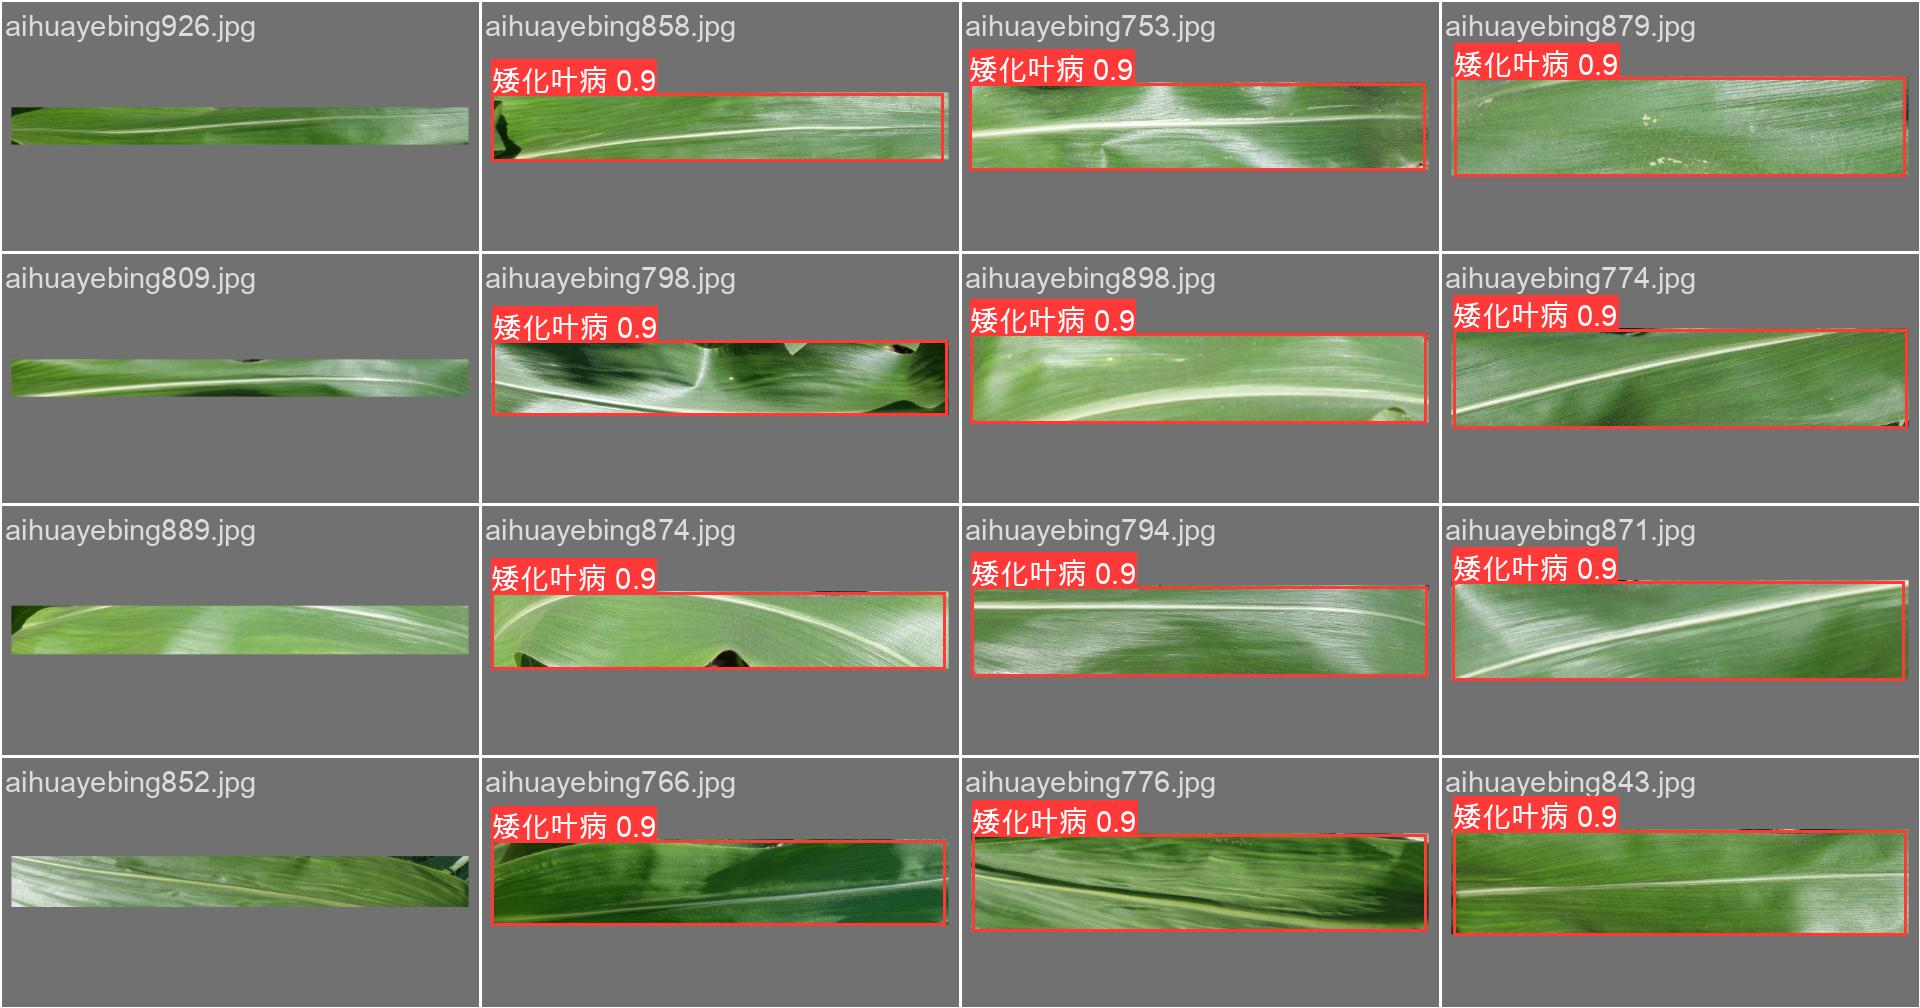 aihuayebing926.jpg
aihuayebing858.jpg
矮化叶病 0.9
aihuayebing753.jpg
矮化叶病 0.9
aihuayebing879.jpg
矮化叶病 0.9
aihuayebing809.jpg
aihuayebing798.jpg
矮化叶病 0.9
aihuayebing898.jpg
矮化叶病 0.9
aihuayebing774.jpg
矮化叶病 0.9
aihuayebing889.jpg
aihuayebing874.jpg
矮化叶病 0.9
aihuayebing794.jpg
矮化叶病 0.9
aihuayebing871.jpg
矮化叶病 0.9
aihuayebing852.jpg
aihuayebing766.jpg
矮化叶病 0.9
aihuayebing776.jpg
矮化叶病 0.9
aihuayebing843.jpg
矮化叶病 0.9